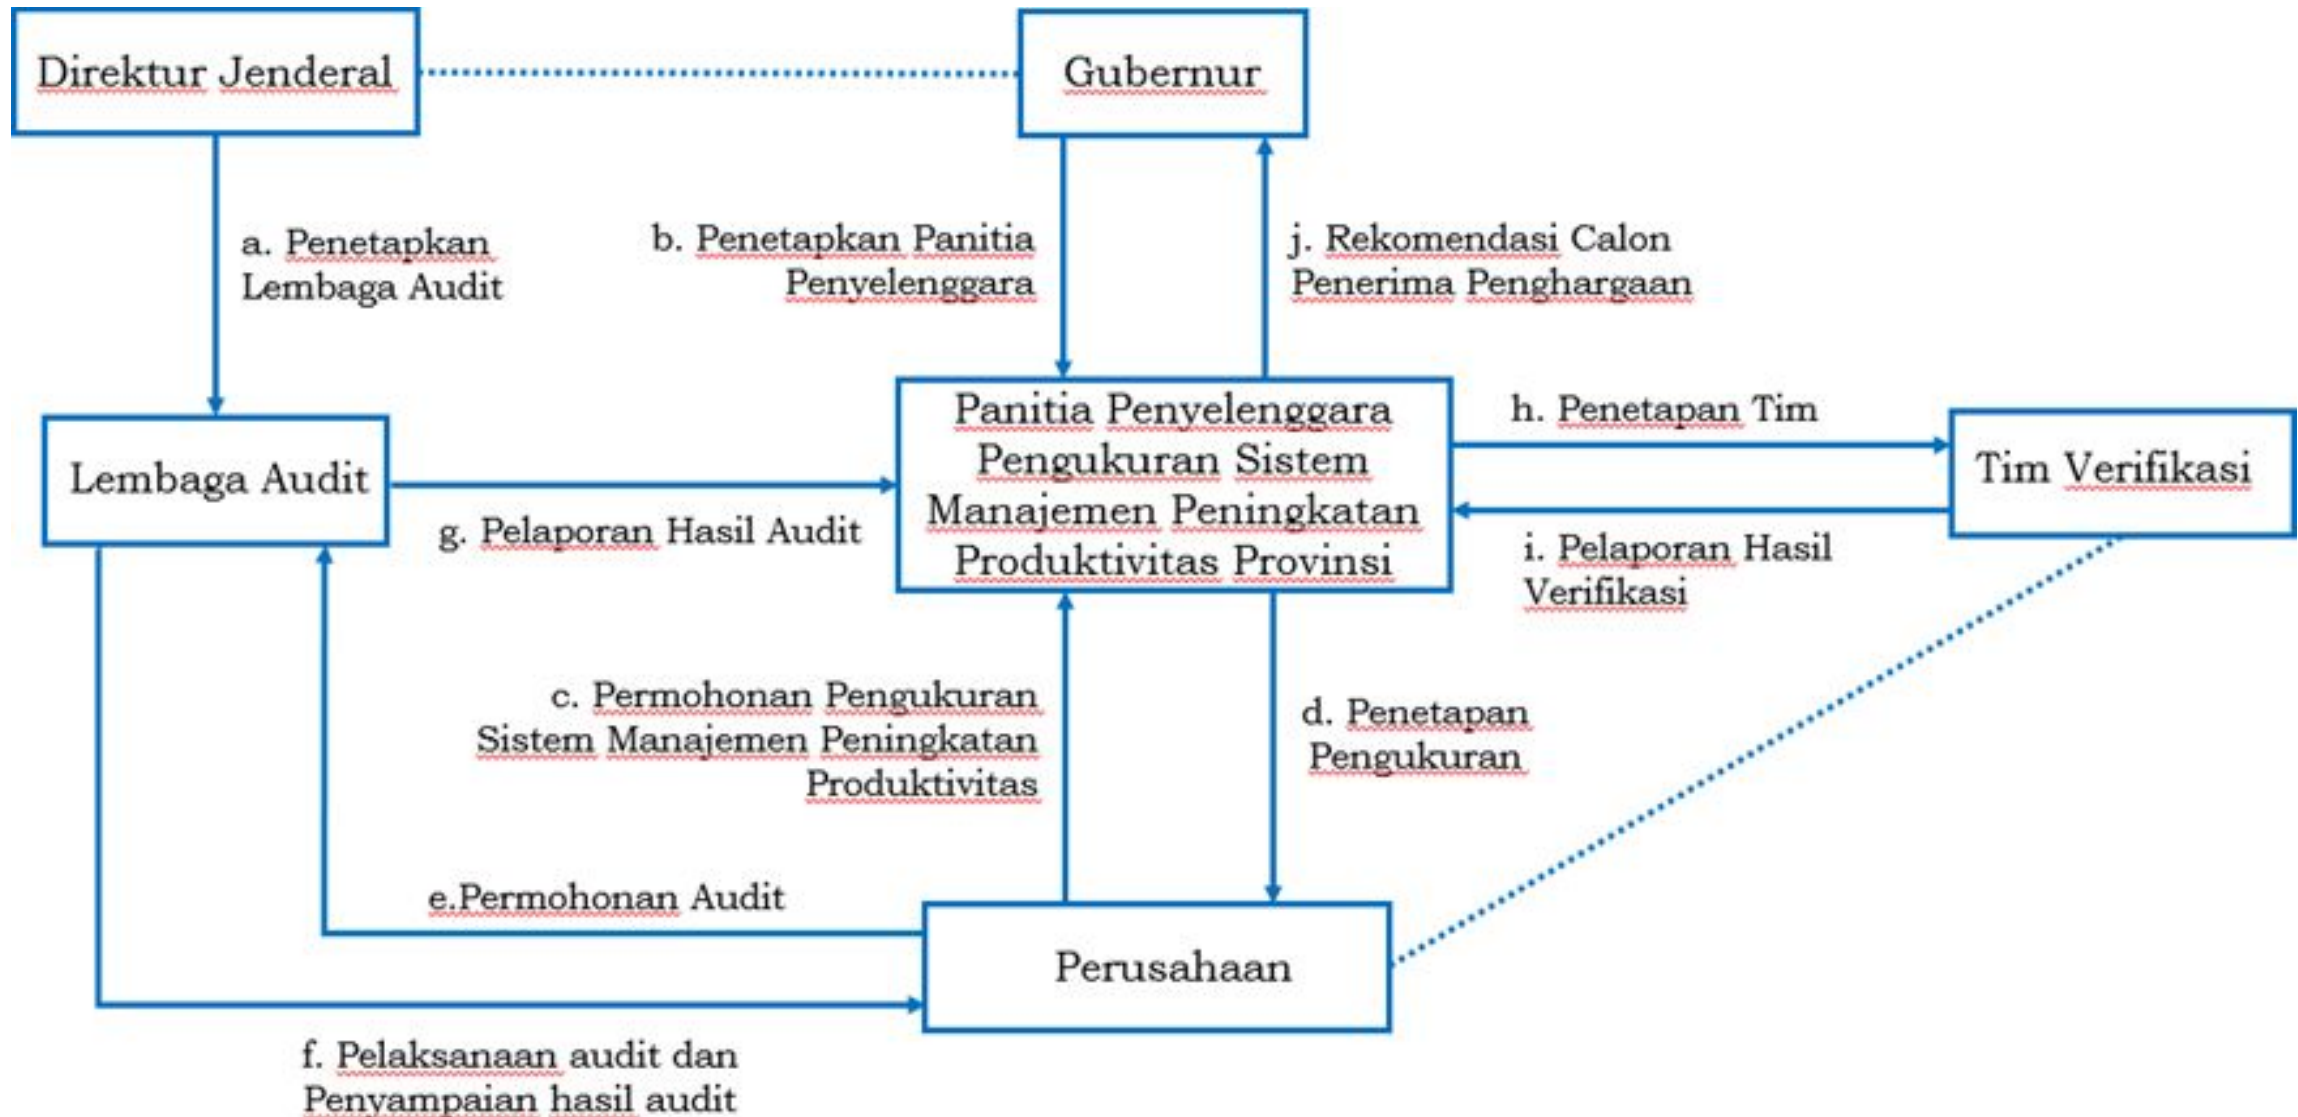 Direktur Jenderal
Gubernur
a. Penetapkan
Lembaga Audit
b. Penetapkan Panitia
Penyelenggara
j. Rekomendasi Calon
Penerima Penghargaan
Lembaga Audit
Panitia Penyelenggara
Pengukuran Sistem
Manajemen Peningkatan
Produktivitas Provinsi
h. Penetapan Tim
Tim Verifikasi
g. Pelaporan Hasil Audit
i. Pelaporan Hasil
Verifikasi
c. Permohonan Pengukuran
Sistem Manajemen Peningkatan
Produktivitas
d. Penetapan
Pengukuran
e.Permohonan Audit
Perusahaan
f. Pelaksanaan audit dan
Penyampaian hasil audit